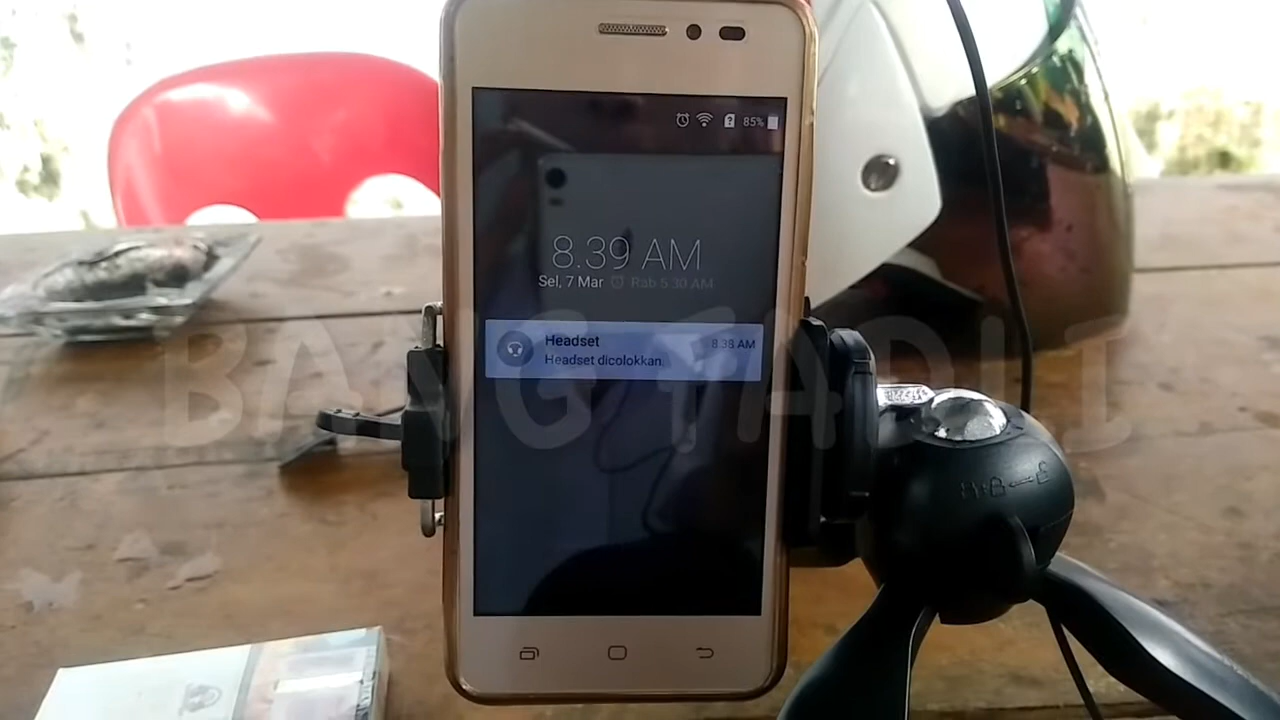 85%
8.39 AM
Sel, 7 Mar Rab 5.30 AM
Headset 8.38 AM
Headset dicolokkan.
BANG FADLI